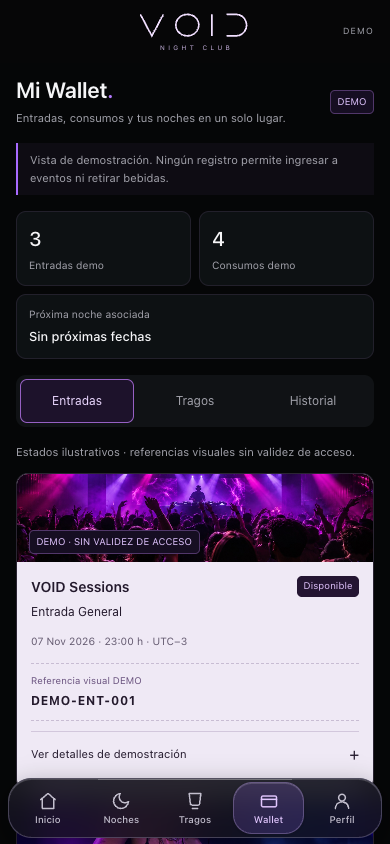 VOID
NIGHT CLUB
DEMO
Mi Wallet.
DEMO
Entradas, consumos y tus noches en un solo lugar.
Vista de demostración. Ningún registro permite ingresar a
eventos ni retirar bebidas.
3
Entradas demo
4
Consumos demo
Próxima noche asociada
Sin próximas fechas
Entradas
Tragos
Historial
Estados ilustrativos · referencias visuales sin validez de acceso.
DEMO · SIN VALIDEZ DE ACCESO
VOID Sessions
Disponible
Entrada General
07 Nov 2026 · 23:00 h · UTC−3
Referencia visual DEMO
DEMO-ENT-001
Ver detalles de demostración
+
Inicio
Noches
Tragos
Wallet
Perfil